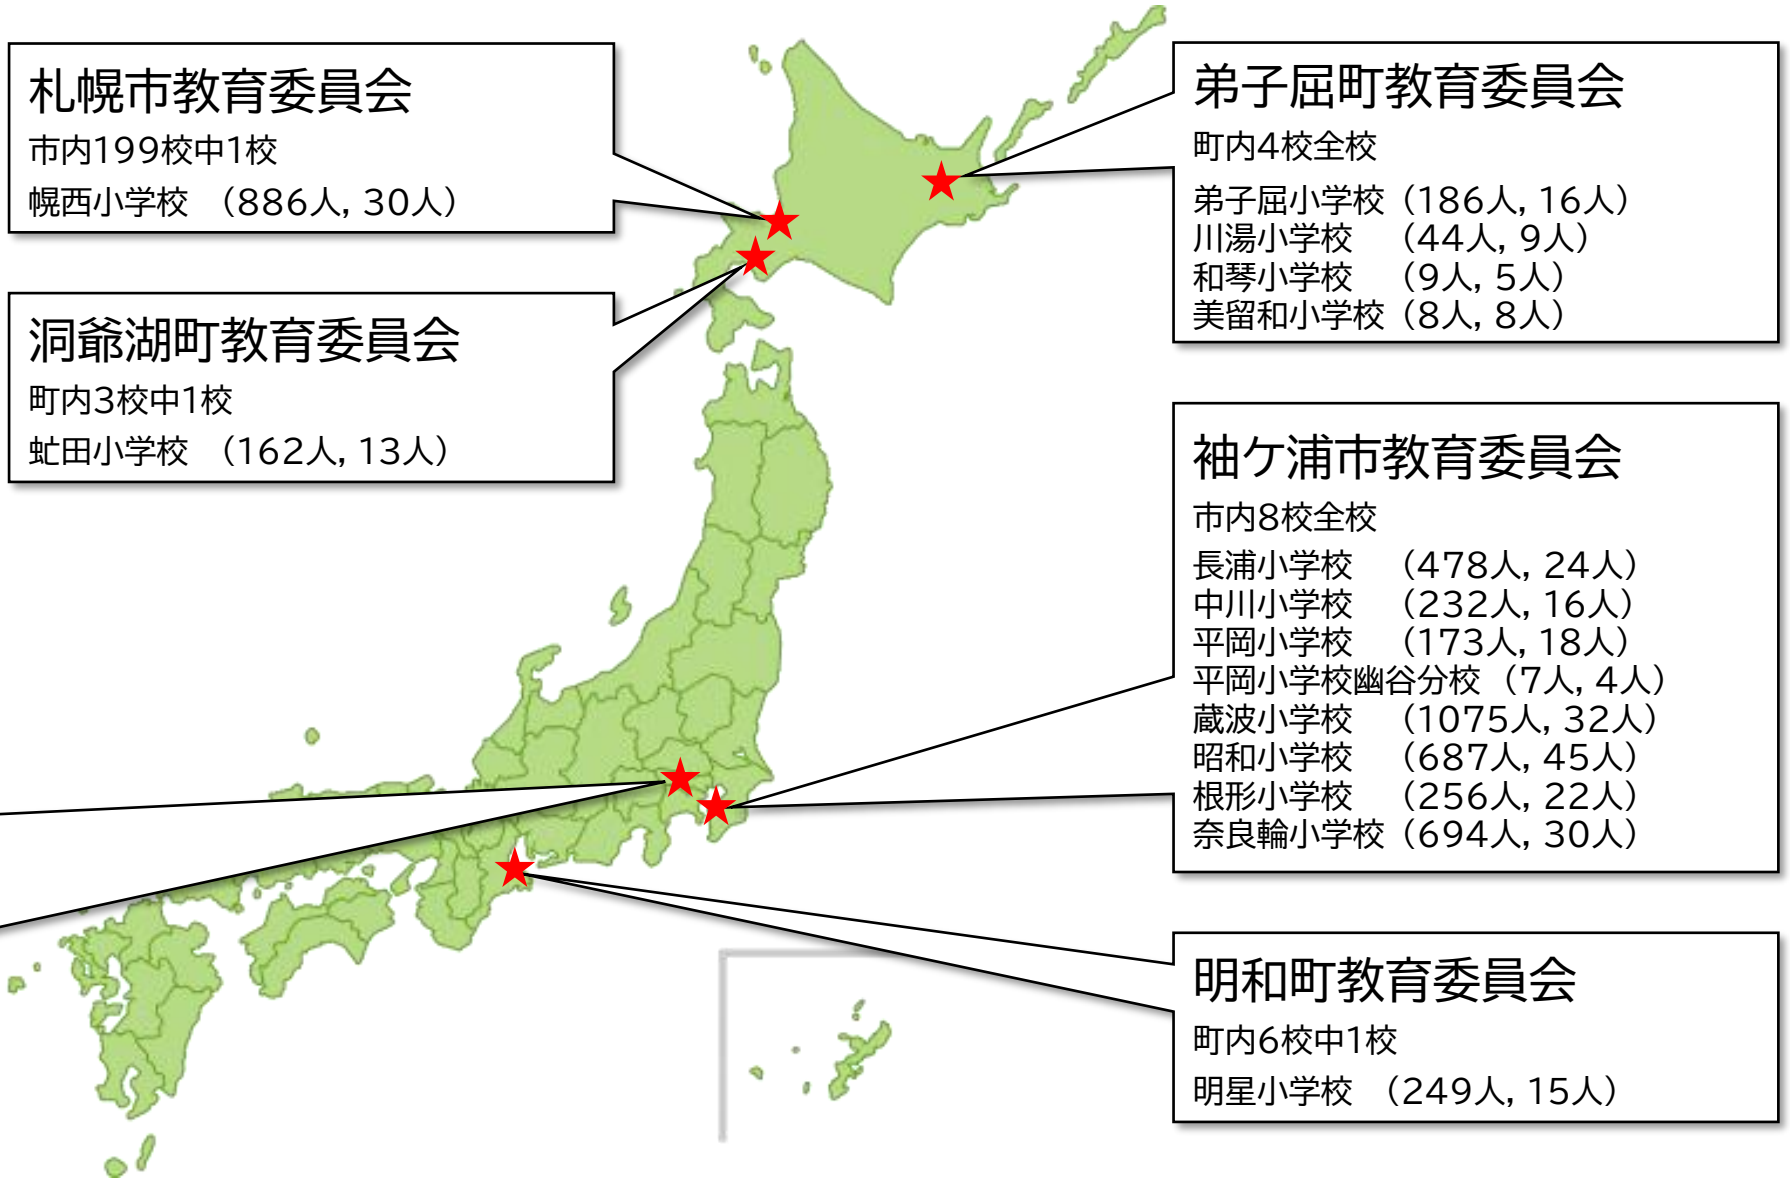 札幌市教育委員会
市内199校中1校
幌西小学校 （886人, 30人）
洞爺湖町教育委員会
町内3校中1校
虻田小学校 （162人, 13人）
弟子屈町教育委員会
町内4校全校
弟子屈小学校（186人, 16人）
川湯小学校 （44人, 9人）
和琴小学校 （9人, 5人）
美留和小学校（8人, 8人）
袖ケ浦市教育委員会
市内8校全校
長浦小学校 （478人, 24人）
中川小学校 （232人, 16人）
平岡小学校 （173人, 18人）
平岡小学校幽谷分校 （7人, 4人）
蔵波小学校 （1075人, 32人）
昭和小学校 （687人, 45人）
根形小学校 （256人, 22人）
奈良輪小学校（694人, 30人）
明和町教育委員会
町内6校中1校
明星小学校 （249人, 15人）